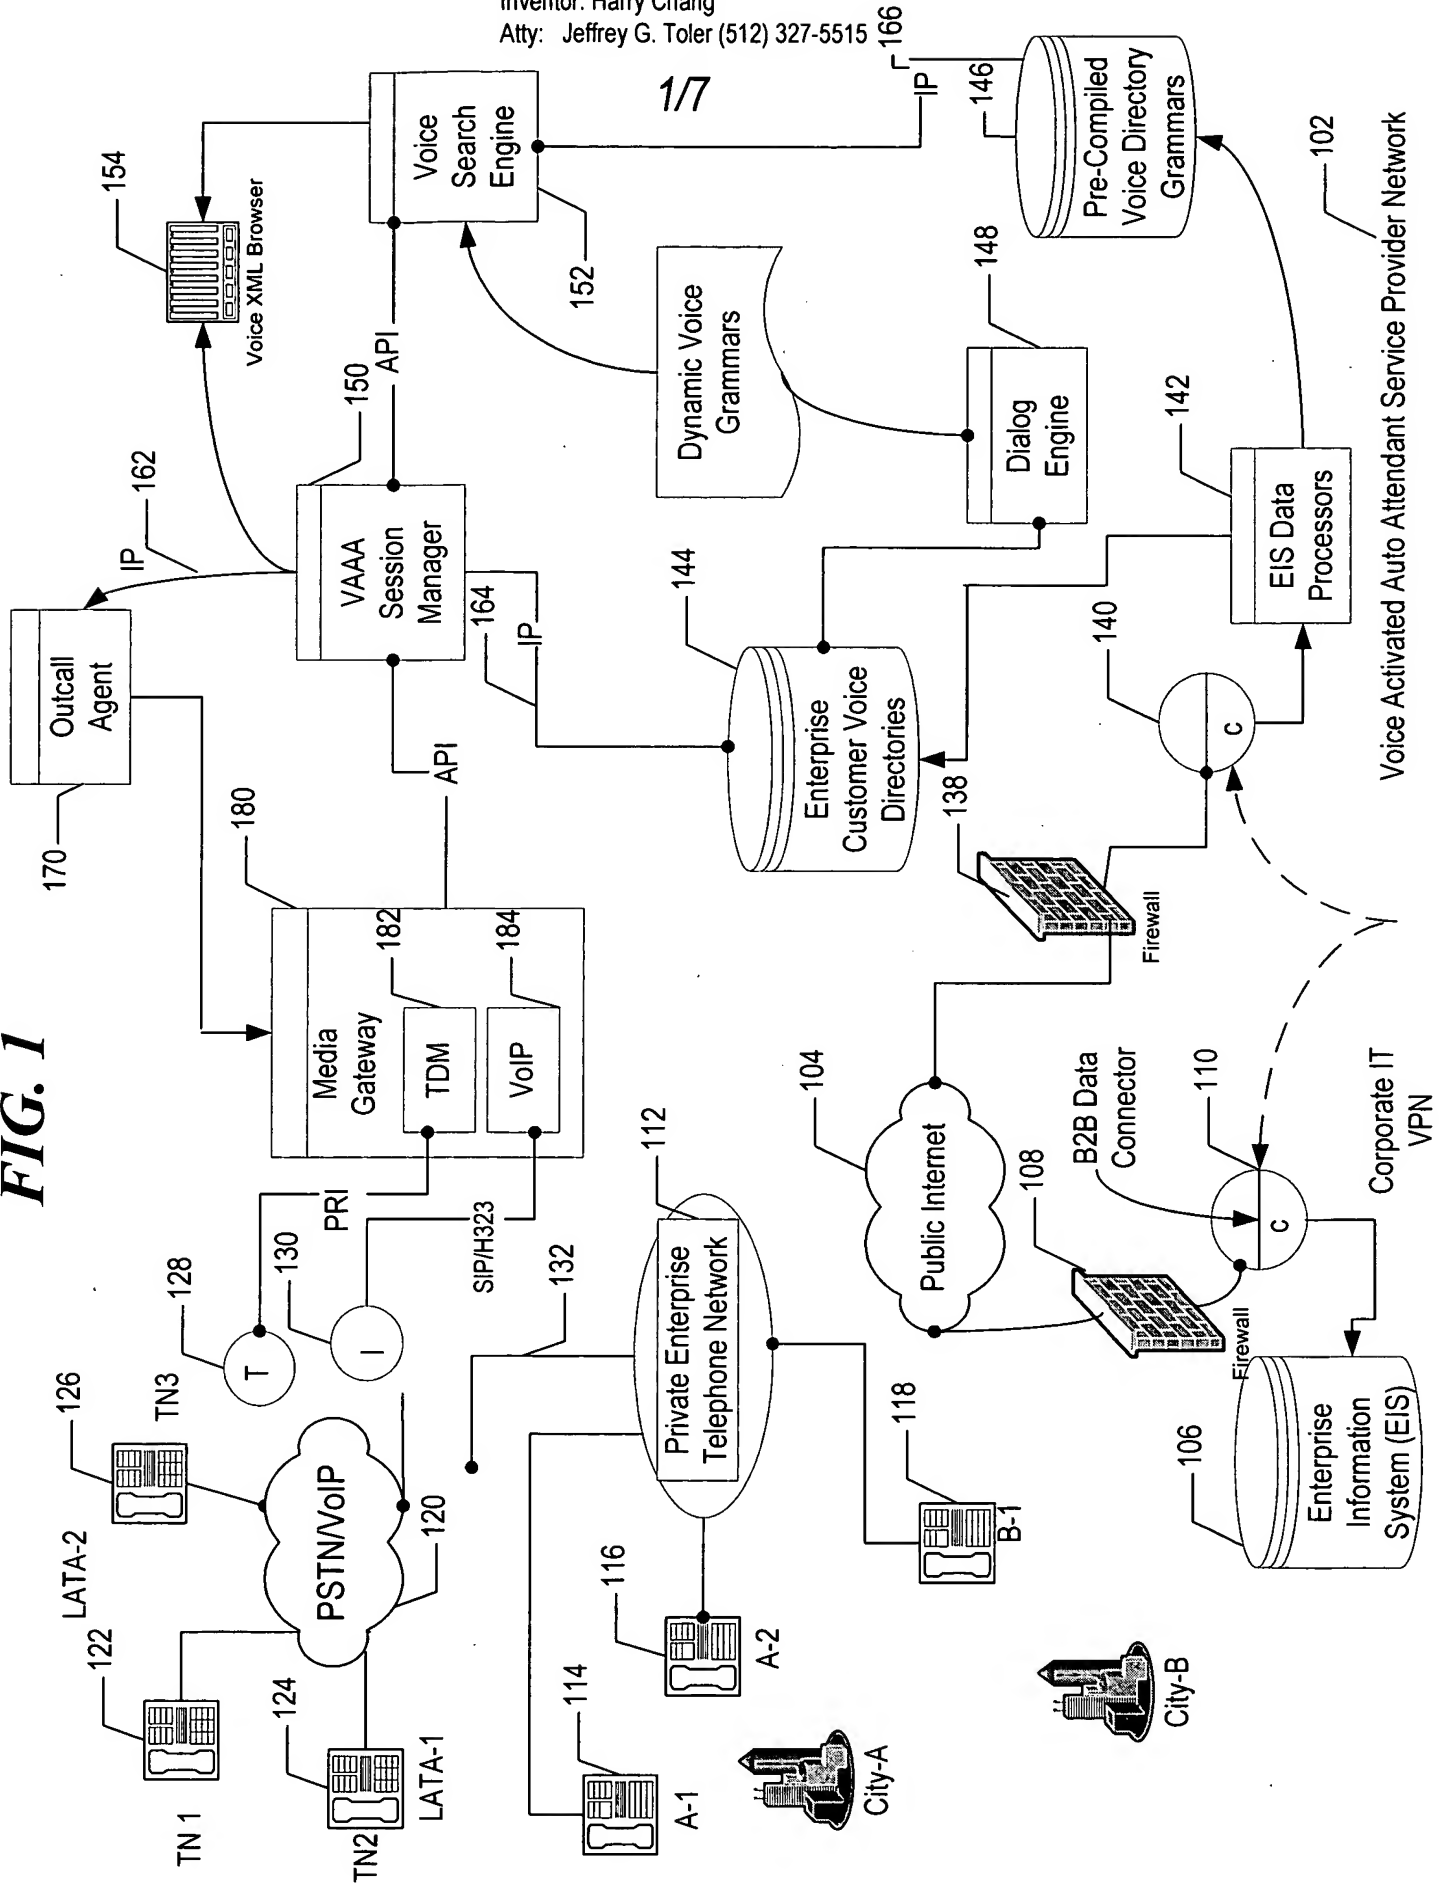 Inventor: Harry Chang
Atty: Jeffrey G. Toler (512) 327-5515
1/7
FIG. 1
170
Outcall
Agent
IP
162
154
Voice XML Browser
180
Media
Gateway
182
TDM
184
VoIP
API
VAAA
Session
Manager
150
API
164
IP
Voice
Search
Engine
152
166
IP
146
Pre-Compiled
Voice Directory
Grammars
Dynamic Voice
Grammars
148
Dialog
Engine
144
Enterprise
Customer Voice
Directories
142
EIS Data
Processors
140
C
138
Firewall
102
Voice Activated Auto Attendant Service Provider Network
LATA-2
126
TN3
128
T
PRI
130
I
SIP/H323
132
122
TN 1
124
TN2
LATA-1
PSTN/VoIP
120
112
Private Enterprise
Telephone Network
114
A-1
116
A-2
118
B-1
City-A
City-B
104
Public Internet
108
Firewall
B2B Data
Connector
110
C
Corporate IT
VPN
106
Enterprise
Information
System (EIS)